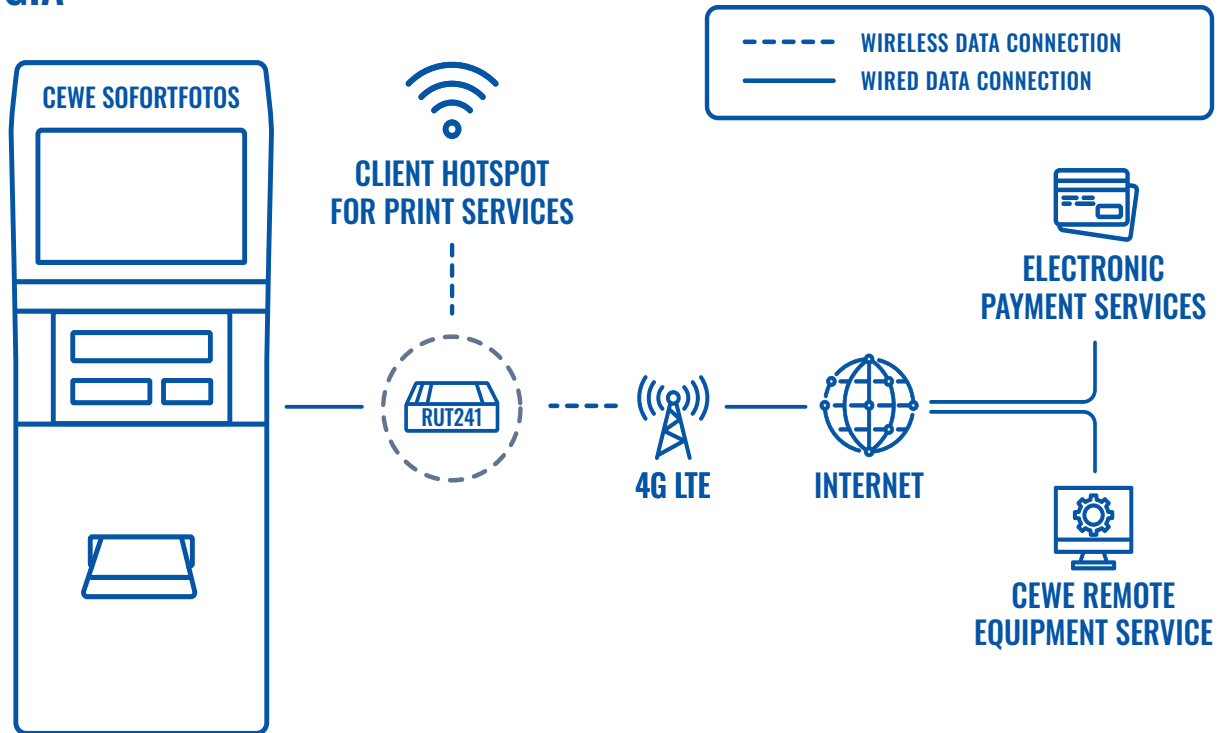 WIRELESS DATA CONNECTION
WIRED DATA CONNECTION
CEWE SOFORTFOTOS
CLIENT HOTSPOT
FOR PRINT SERVICES
ELECTRONIC
PAYMENT SERVICES
RUT241
4G LTE
INTERNET
CEWE REMOTE
EQUIPMENT SERVICE